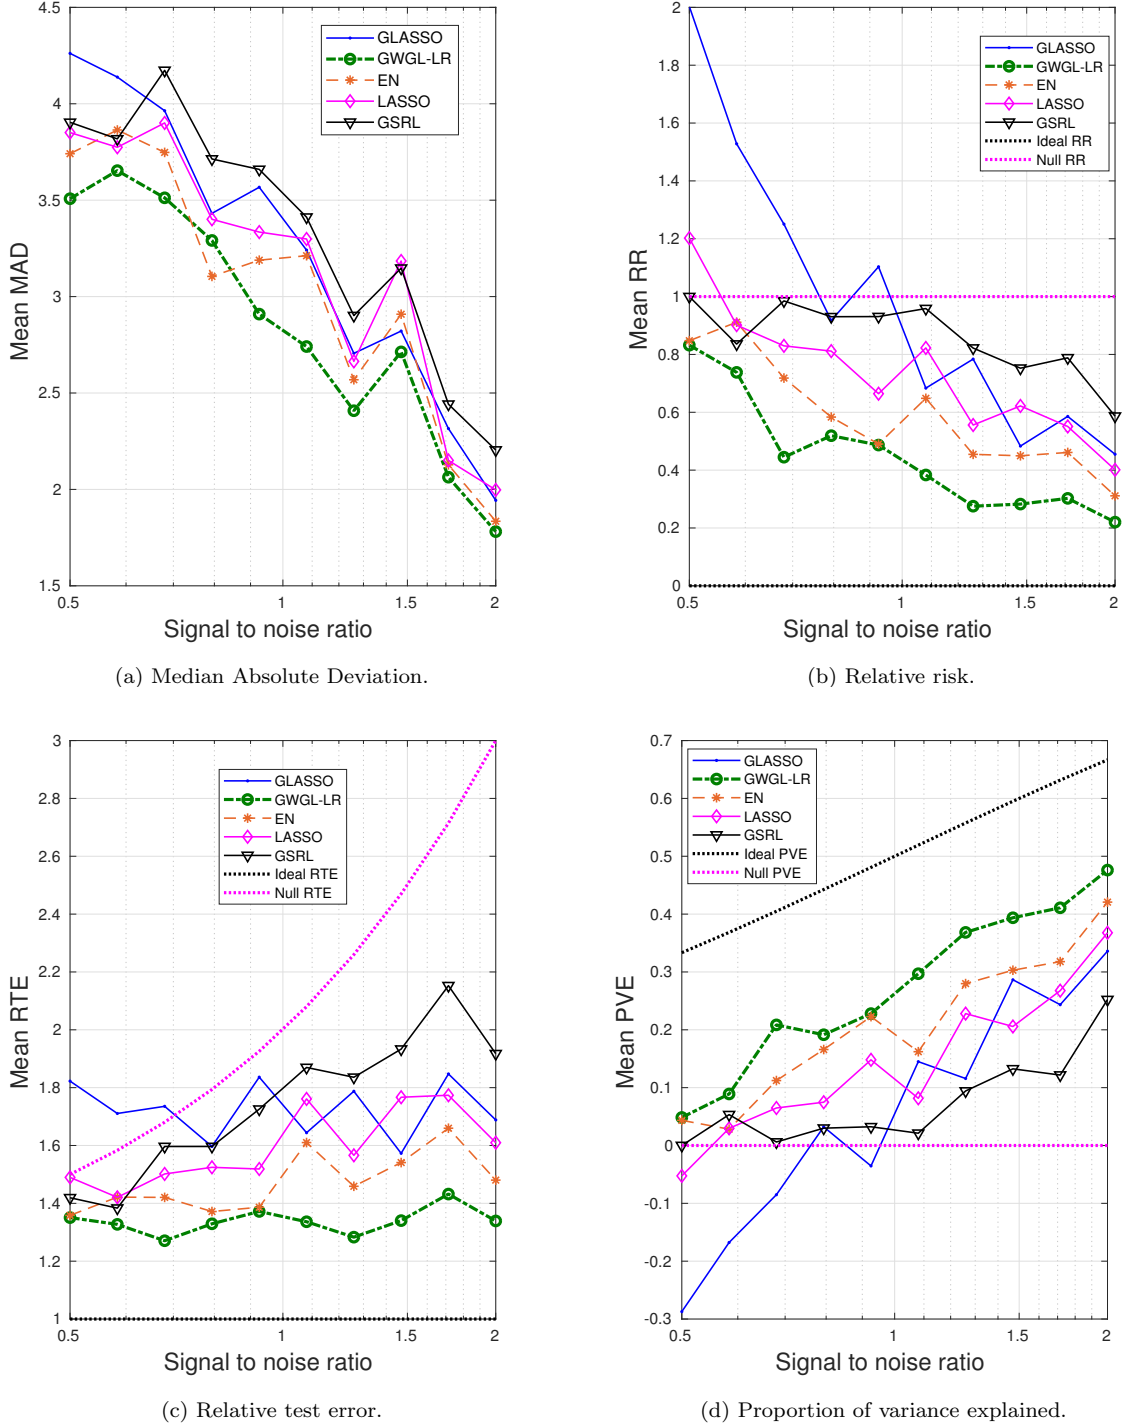 4.5
4
3.5
3
2.5
2
1.5
Mean MAD
GLASSO
GWGL-LR
EN
LASSO
GSRL
0.5 1 1.5 2
Signal to noise ratio
(a) Median Absolute Deviation.
2
1.8
1.6
1.4
1.2
1
0.8
0.6
0.4
0.2
0
Mean RR
GLASSO
GWGL-LR
EN
LASSO
GSRL
Ideal RR
Null RR
0.5 1 1.5 2
Signal to noise ratio
(b) Relative risk.
3
2.8
2.6
2.4
2.2
2
1.8
1.6
1.4
1.2
1
Mean RTE
GLASSO
GWGL-LR
EN
LASSO
GSRL
Ideal RTE
Null RTE
0.5 1 1.5 2
Signal to noise ratio
(c) Relative test error.
0.7
0.6
0.5
0.4
0.3
0.2
0.1
0
-0.1
-0.2
-0.3
Mean PVE
GLASSO
GWGL-LR
EN
LASSO
GSRL
Ideal PVE
Null PVE
0.5 1 1.5 2
Signal to noise ratio
(d) Proportion of variance explained.